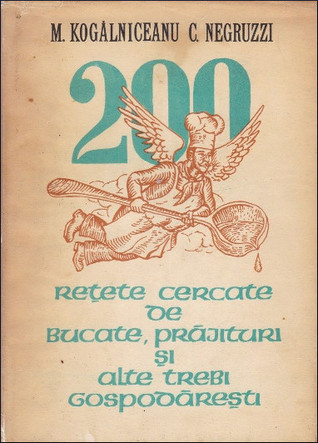 M. KOGĂLNICEANU C. NEGRUZZI
200
REȚETE CERCATE
DE
BUCATE, PRĂJITURI
ȘI
ALTE TREBI
GOSPODĂREȘTI